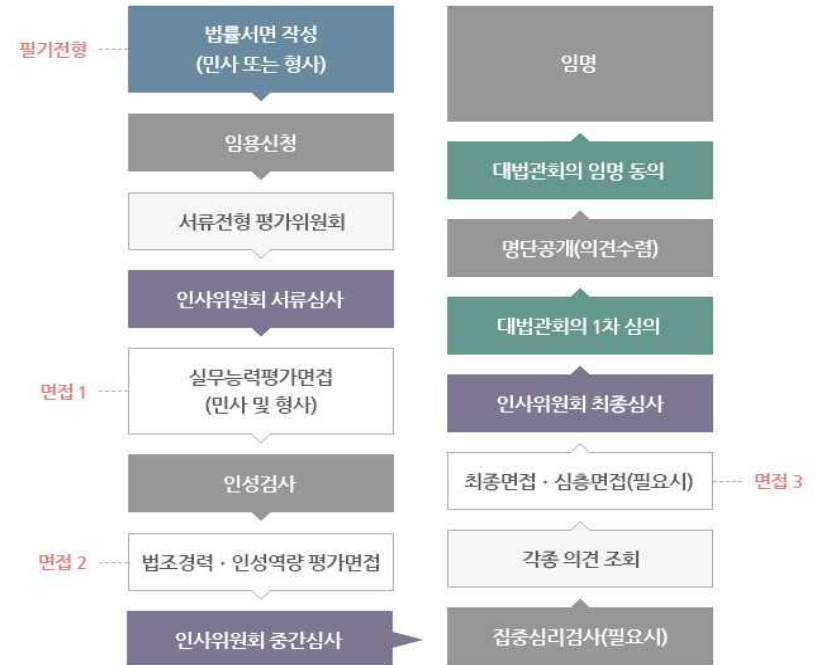 필기전형
법률서면 작성
(민사 또는 형사)
임용신청
서류전형 평가위원회
인사위원회 서류심사
면접 1
실무능력평가면접
(민사 및 형사)
인성검사
면접 2
법조경력 · 인성역량 평가면접
인사위원회 중간심사
집중심리검사(필요시)
각종 의견 조회
최종면접 · 심층면접(필요시)
면접 3
인사위원회 최종심사
대법관회의 1차 심의
명단공개(의견수렴)
대법관회의 임명 동의
임명